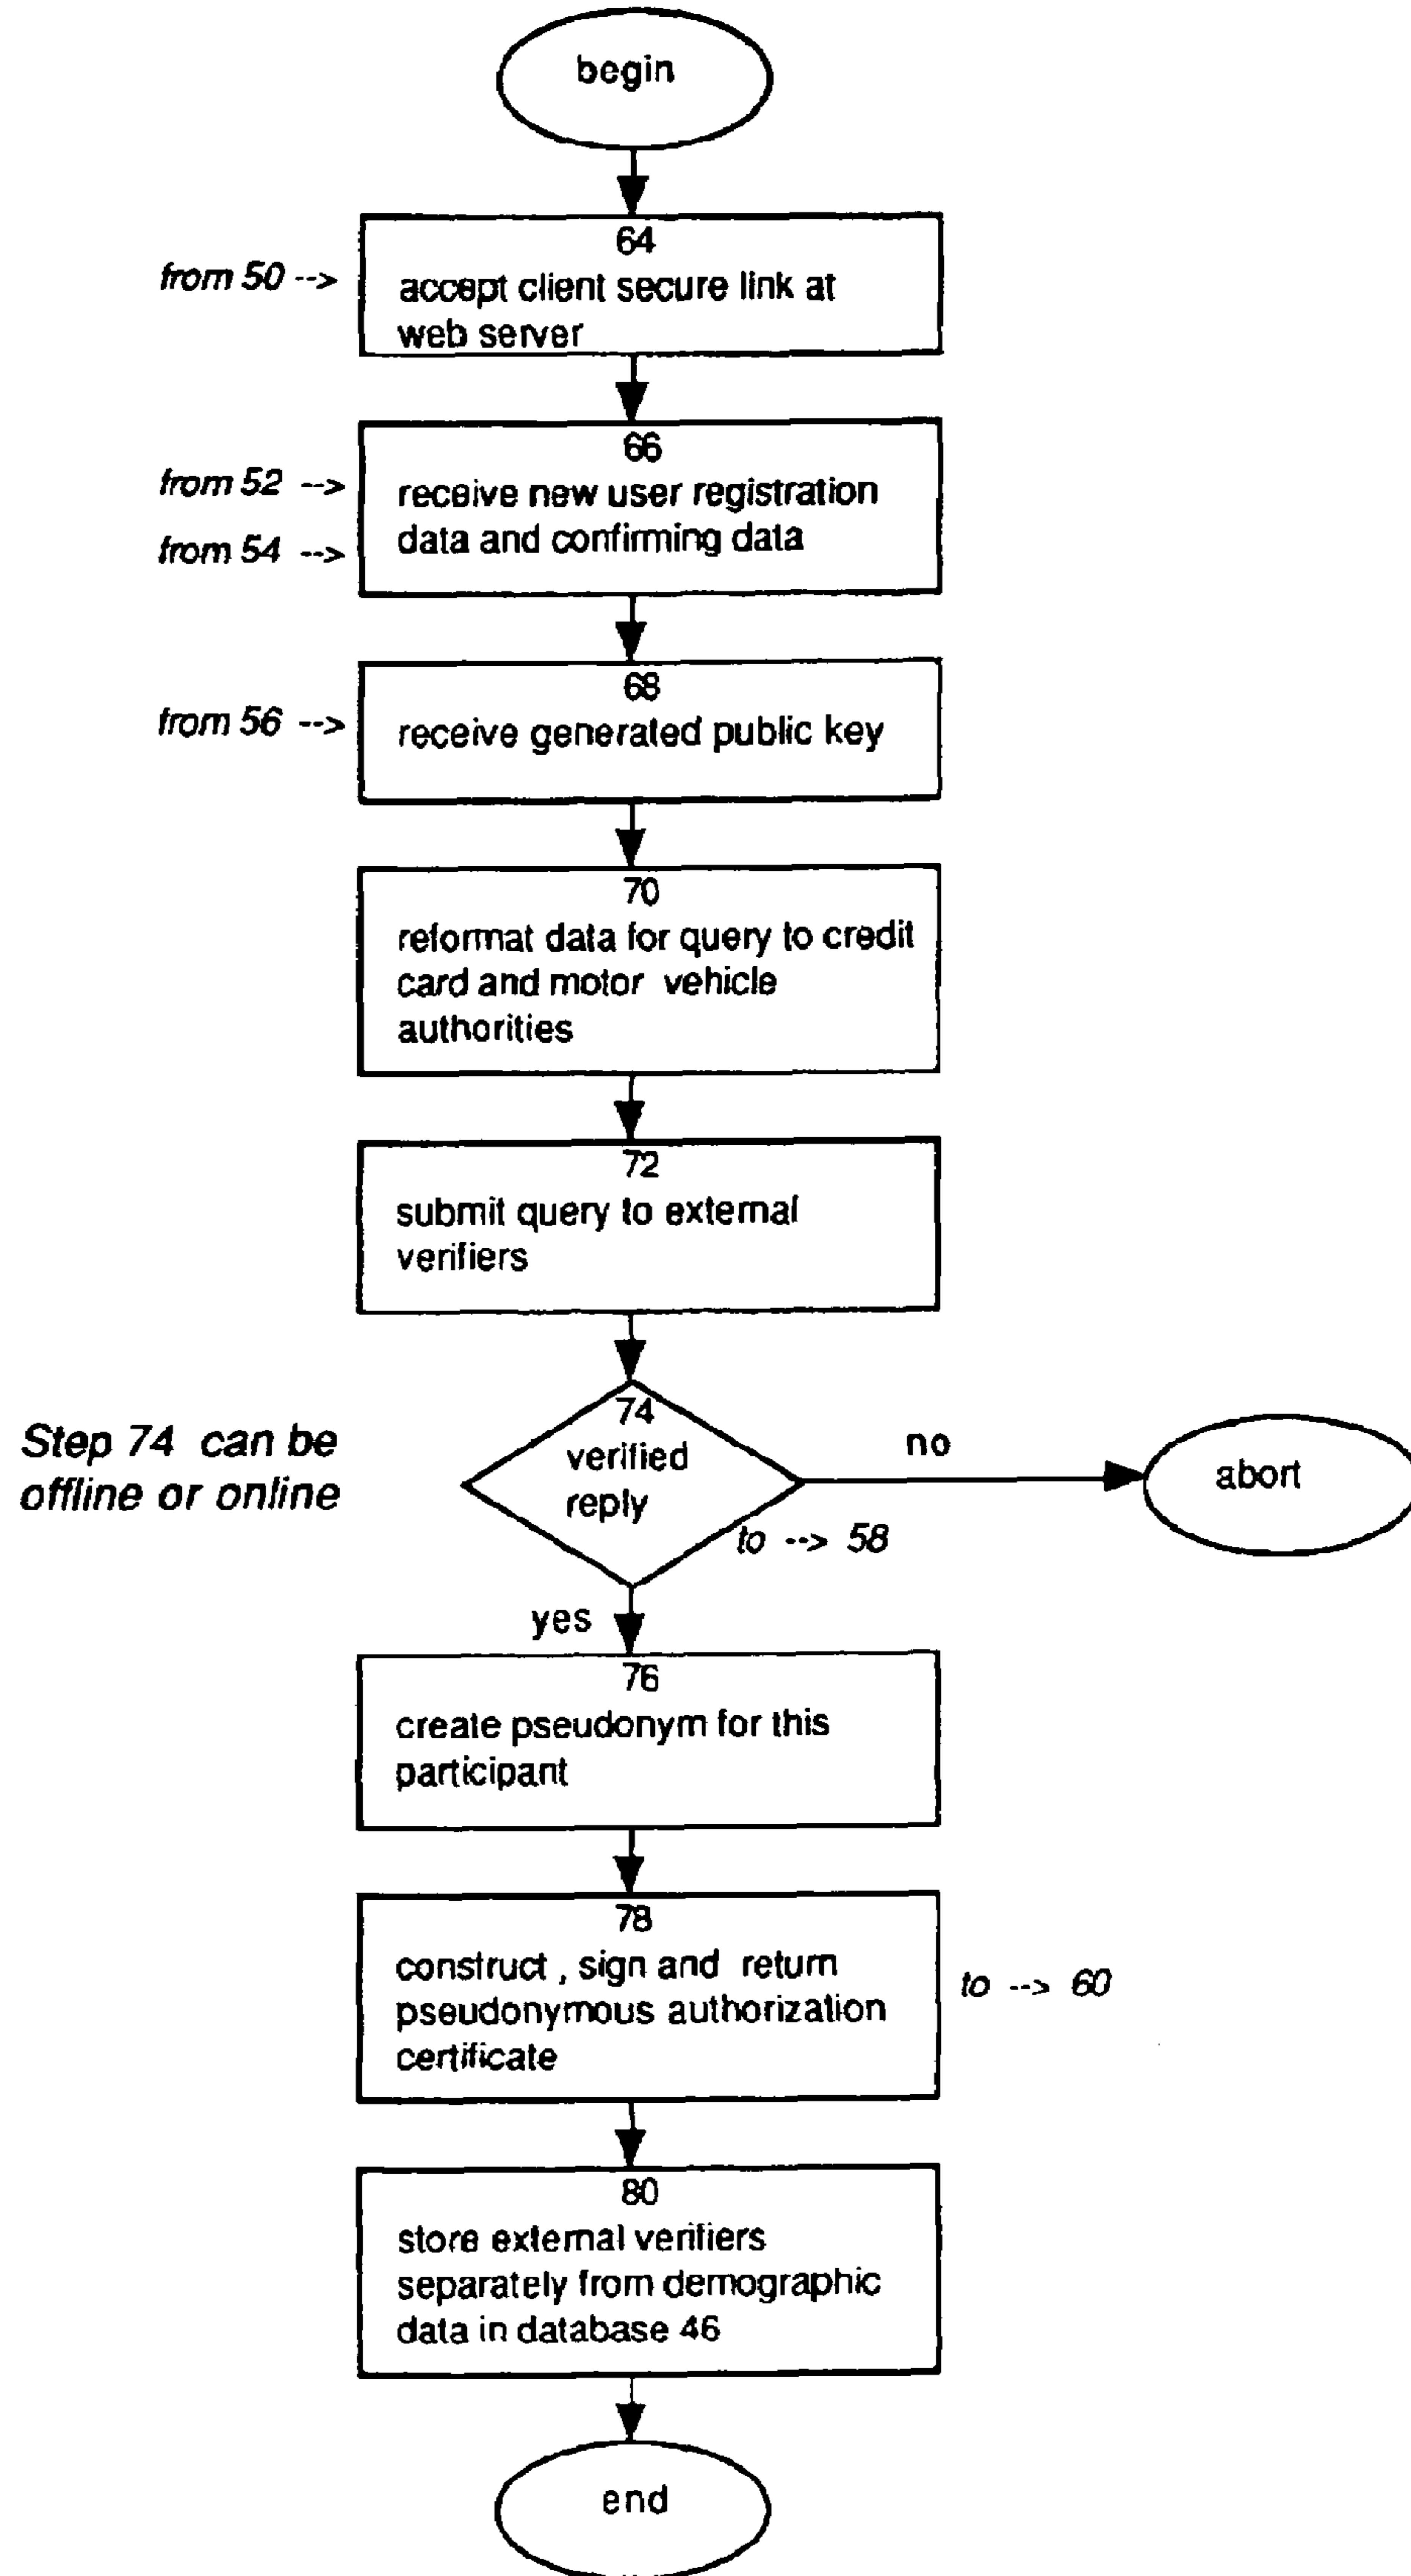 begin
64
from 50 -->
accept client secure link at
web server
66
from 52 -->
receive new user registration
from 54 -->
data and confirming data
68
from 56 -->
receive generated public key
70
reformat data for query to credit
card and motor vehicle
authorities
72
submit query to external
verifiers
74
Step 74 can be
offline or online
verified
reply
no
abort
to --> 58
yes
76
create pseudonym for this
participant
78
construct , sign and return
pseudonymous authorization
certificate
to --> 60
80
store external verifiers
separately from demographic
data in database 46
end